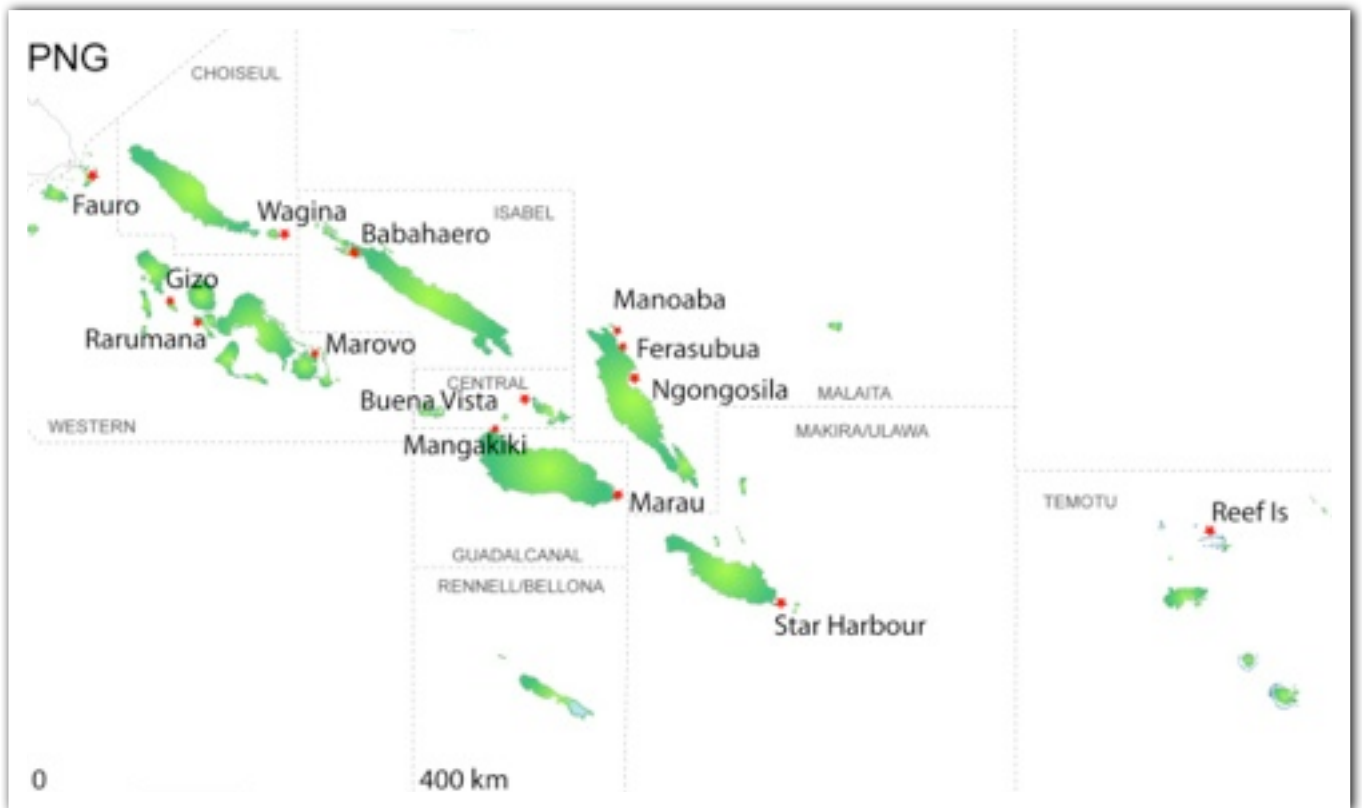 PNG
CHOISEUL
Fauro
Wagina
ISABEL
Babahaero
Gizo
Manoaba
Rarumana
Marovo
Ferasubua
CENTRAL
Ngongosila
Buena Vista
MALAITA
WESTERN
MAKIRA/ULAWA
Mangakiki
Marau
TEMOTU
Reef Is
GUADALCANAL
RENNELL/BELLONA
Star Harbour
0
400 km